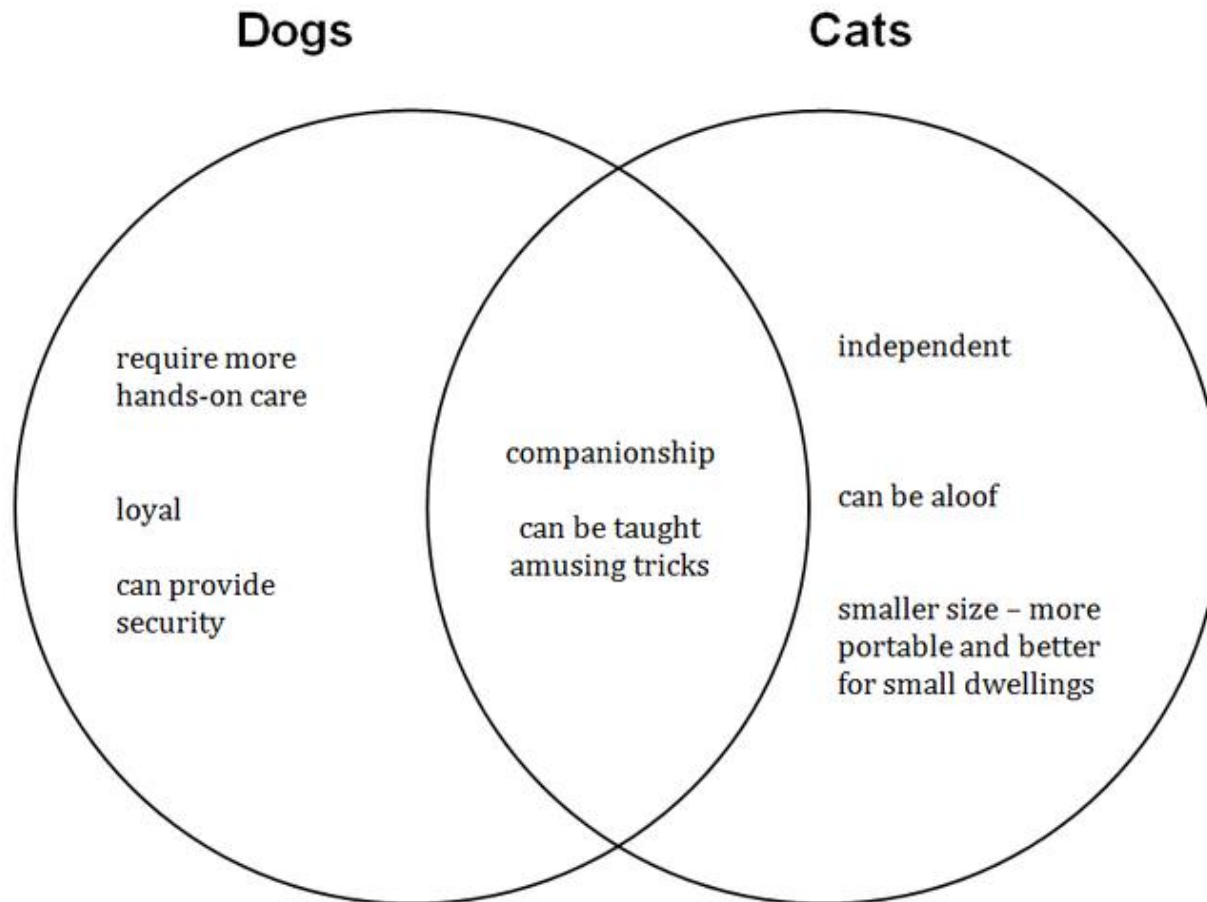 Dogs
Cats
require more
hands-on care
loyal
can provide
security
companionship
can be taught
amusing tricks
independent
can be aloof
smaller size – more
portable and better
for small dwellings